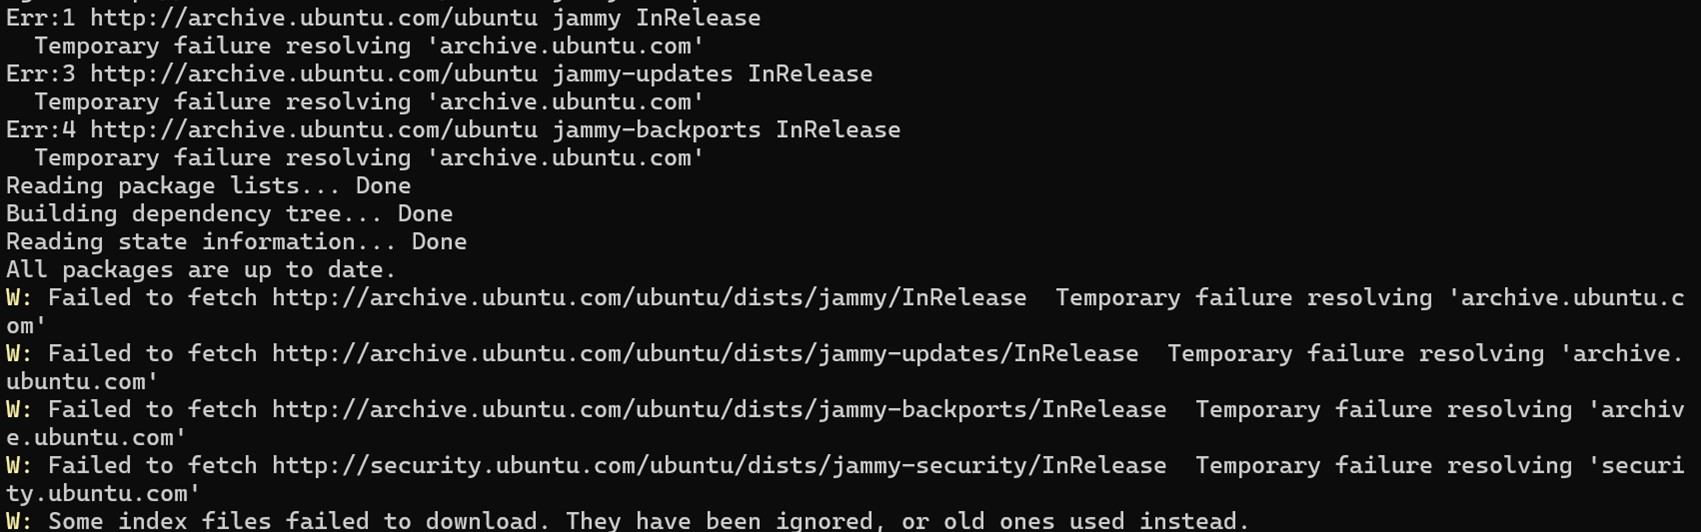 Err:1 http://archive.ubuntu.com/ubuntu jammy InRelease
  Temporary failure resolving 'archive.ubuntu.com'
Err:3 http://archive.ubuntu.com/ubuntu jammy-updates InRelease
  Temporary failure resolving 'archive.ubuntu.com'
Err:4 http://archive.ubuntu.com/ubuntu jammy-backports InRelease
  Temporary failure resolving 'archive.ubuntu.com'
Reading package lists... Done
Building dependency tree... Done
Reading state information... Done
All packages are up to date.
W: Failed to fetch http://archive.ubuntu.com/ubuntu/dists/jammy/InRelease  Temporary failure resolving 'archive.ubuntu.c
om'
W: Failed to fetch http://archive.ubuntu.com/ubuntu/dists/jammy-updates/InRelease  Temporary failure resolving 'archive.
ubuntu.com'
W: Failed to fetch http://archive.ubuntu.com/ubuntu/dists/jammy-backports/InRelease  Temporary failure resolving 'archiv
e.ubuntu.com'
W: Failed to fetch http://security.ubuntu.com/ubuntu/dists/jammy-security/InRelease  Temporary failure resolving 'securi
ty.ubuntu.com'
W: Some index files failed to download. They have been ignored, or old ones used instead.